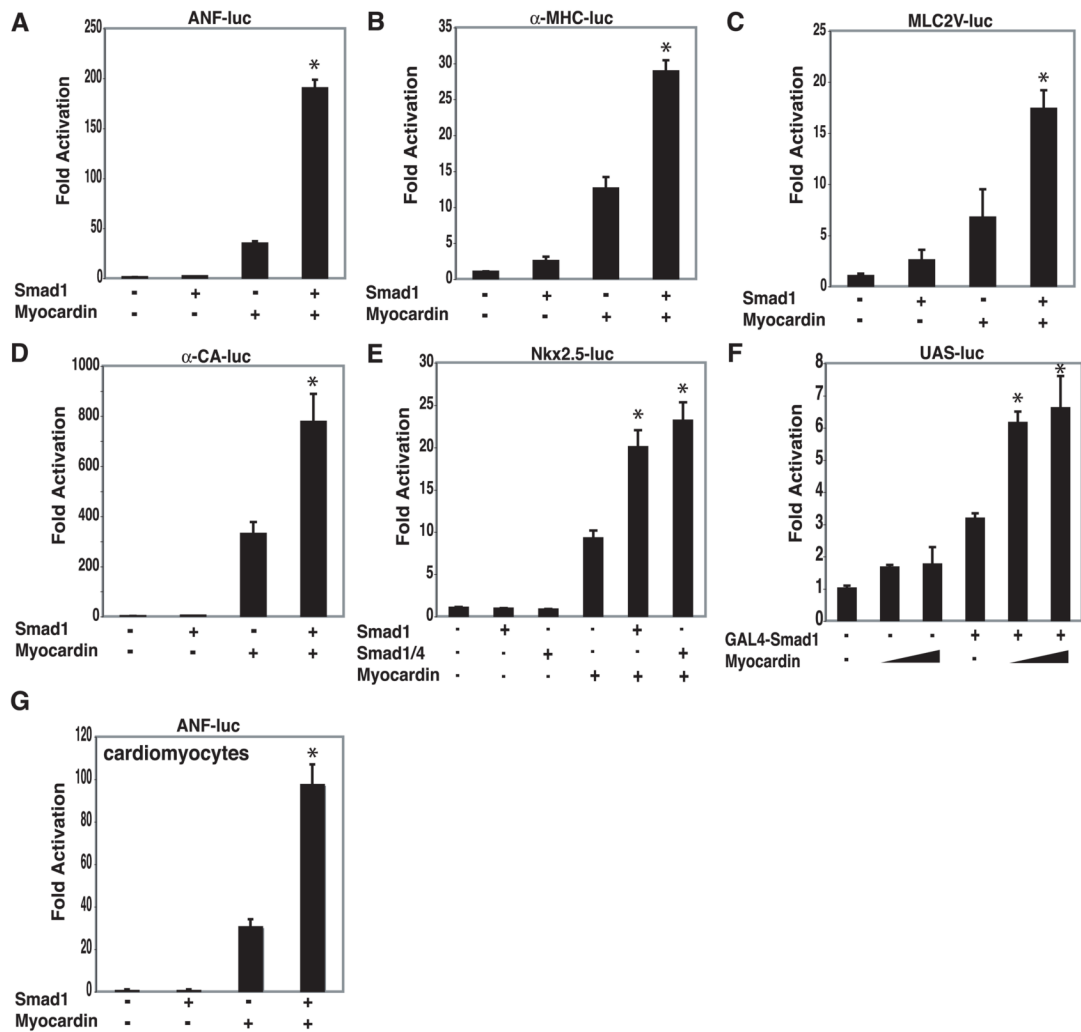 A
ANF-luc
Fold Activation
250
200
150
100
50
0
Smad1 - + - +
Myocardin - - + +
B
α-MHC-luc
Fold Activation
35
30
25
20
15
10
5
0
Smad1 - + - +
Myocardin - - + +
C
MLC2V-luc
Fold Activation
25
20
15
10
5
0
Smad1 - + - +
Myocardin - - + +
D
α-CA-luc
Fold Activation
1000
800
600
400
200
0
Smad1 - + - +
Myocardin - - + +
E
Nkx2.5-luc
Fold Activation
30
25
20
15
10
5
0
Smad1 - + - - + -
Smad1/4 - - + - - +
Myocardin - - - + + +
F
UAS-luc
Fold Activation
8
7
6
5
4
3
2
1
0
GAL4-Smad1 - - - + + +
Myocardin - -
G
ANF-luc
cardiomyocytes
Fold Activation
120
100
80
60
40
20
0
Smad1 - + - +
Myocardin - - + +